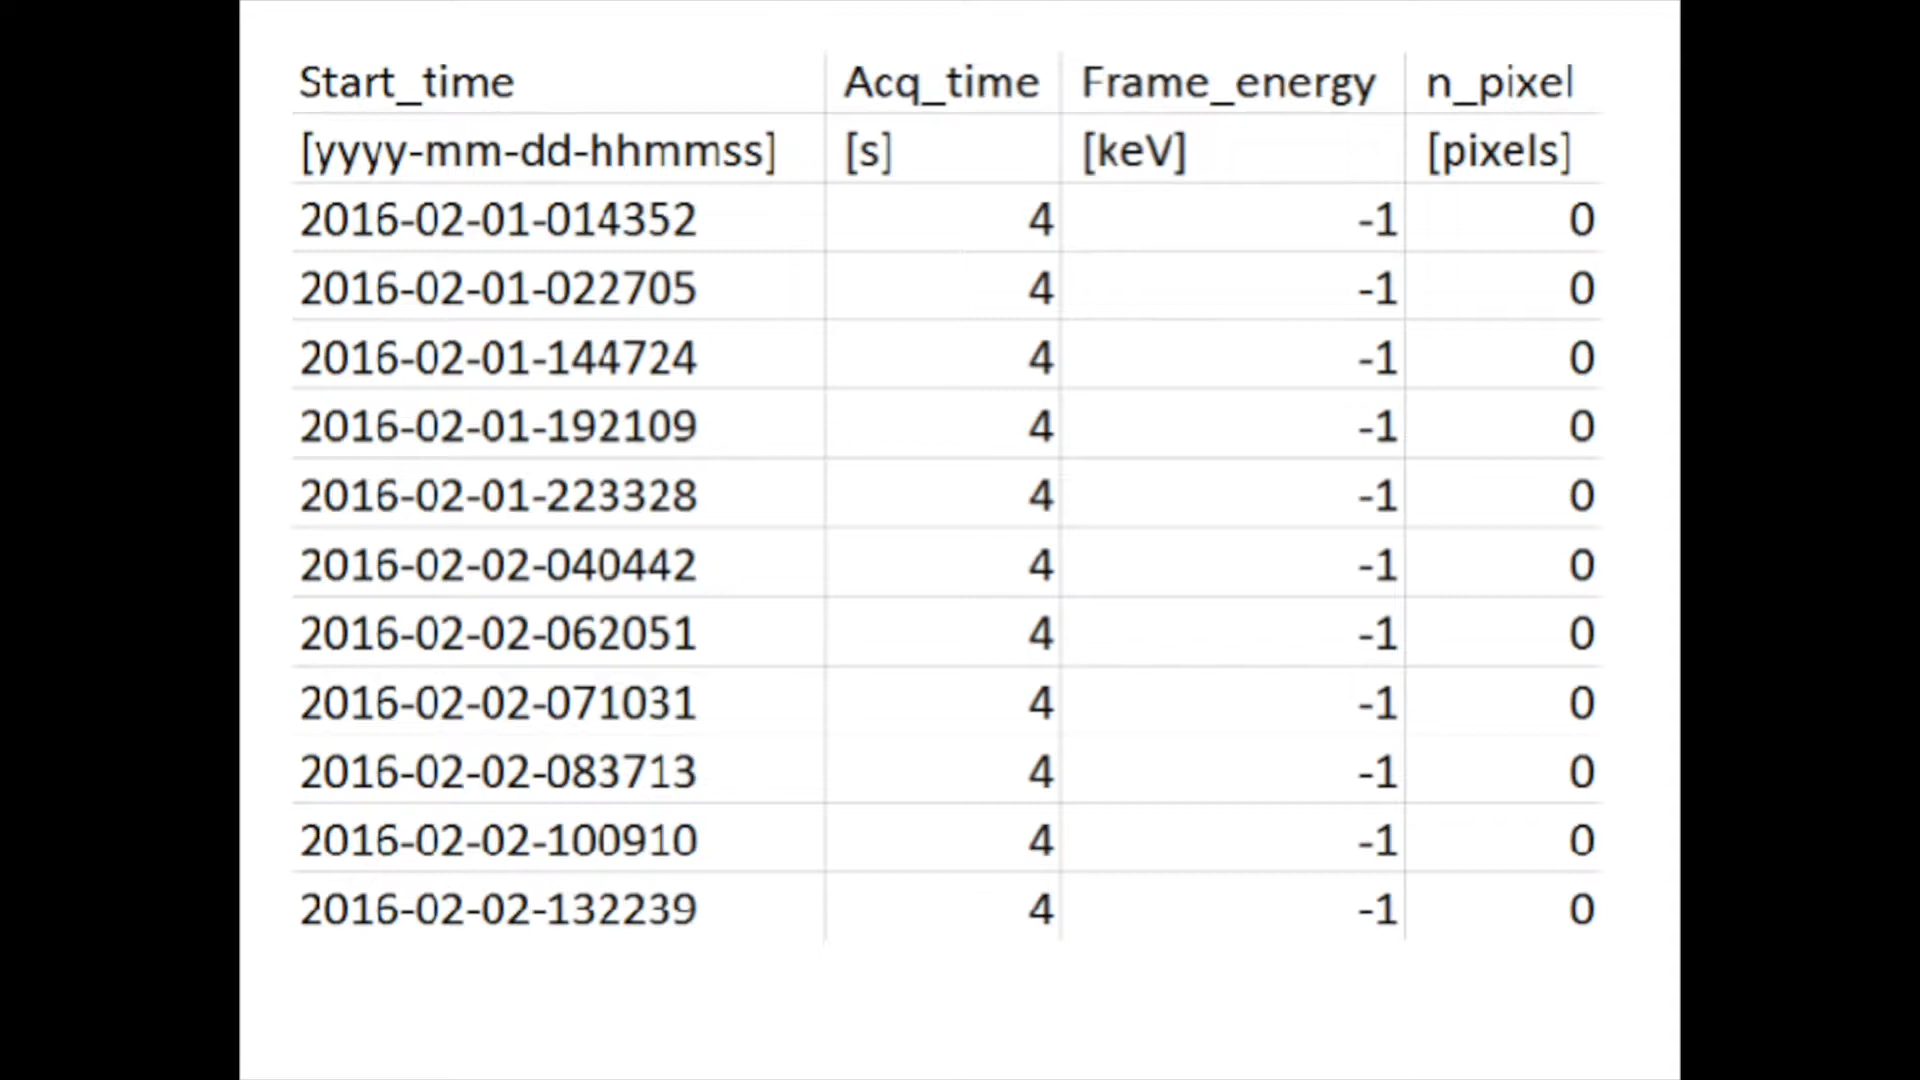 Start_time Acq_time Frame_energy n_pixel
[yyyy-mm-dd-hhmmss] [s] [keV] [pixels]
2016-02-01-014352 4 -1 0
2016-02-01-022705 4 -1 0
2016-02-01-144724 4 -1 0
2016-02-01-192109 4 -1 0
2016-02-01-223328 4 -1 0
2016-02-02-040442 4 -1 0
2016-02-02-062051 4 -1 0
2016-02-02-071031 4 -1 0
2016-02-02-083713 4 -1 0
2016-02-02-100910 4 -1 0
2016-02-02-132239 4 -1 0